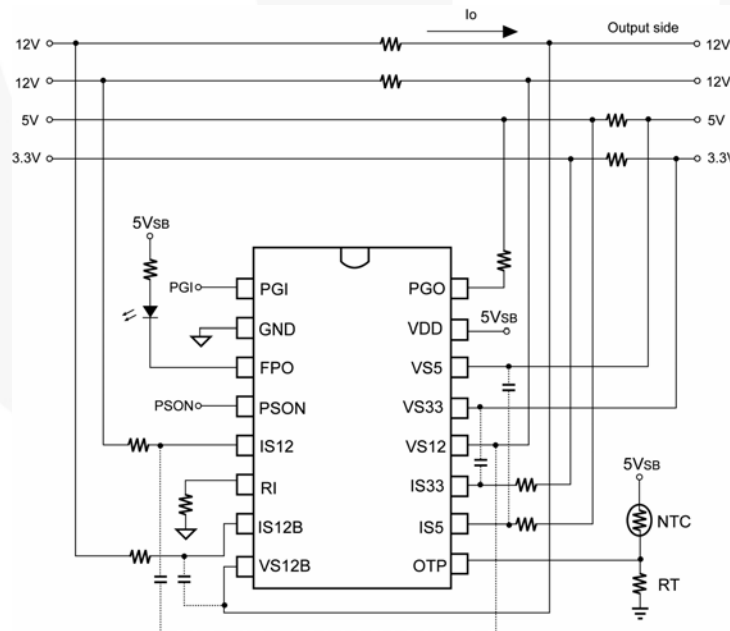 Io
Output side
12V
12V
12V
12V
5V
5V
3.3V
3.3V
5VSB
PGI
PGI
PGO
GND
VDD
5VSB
FPO
VS5
PSON
PSON
VS33
IS12
VS12
RI
IS33
5VSB
IS12B
IS5
NTC
VS12B
OTP
RT